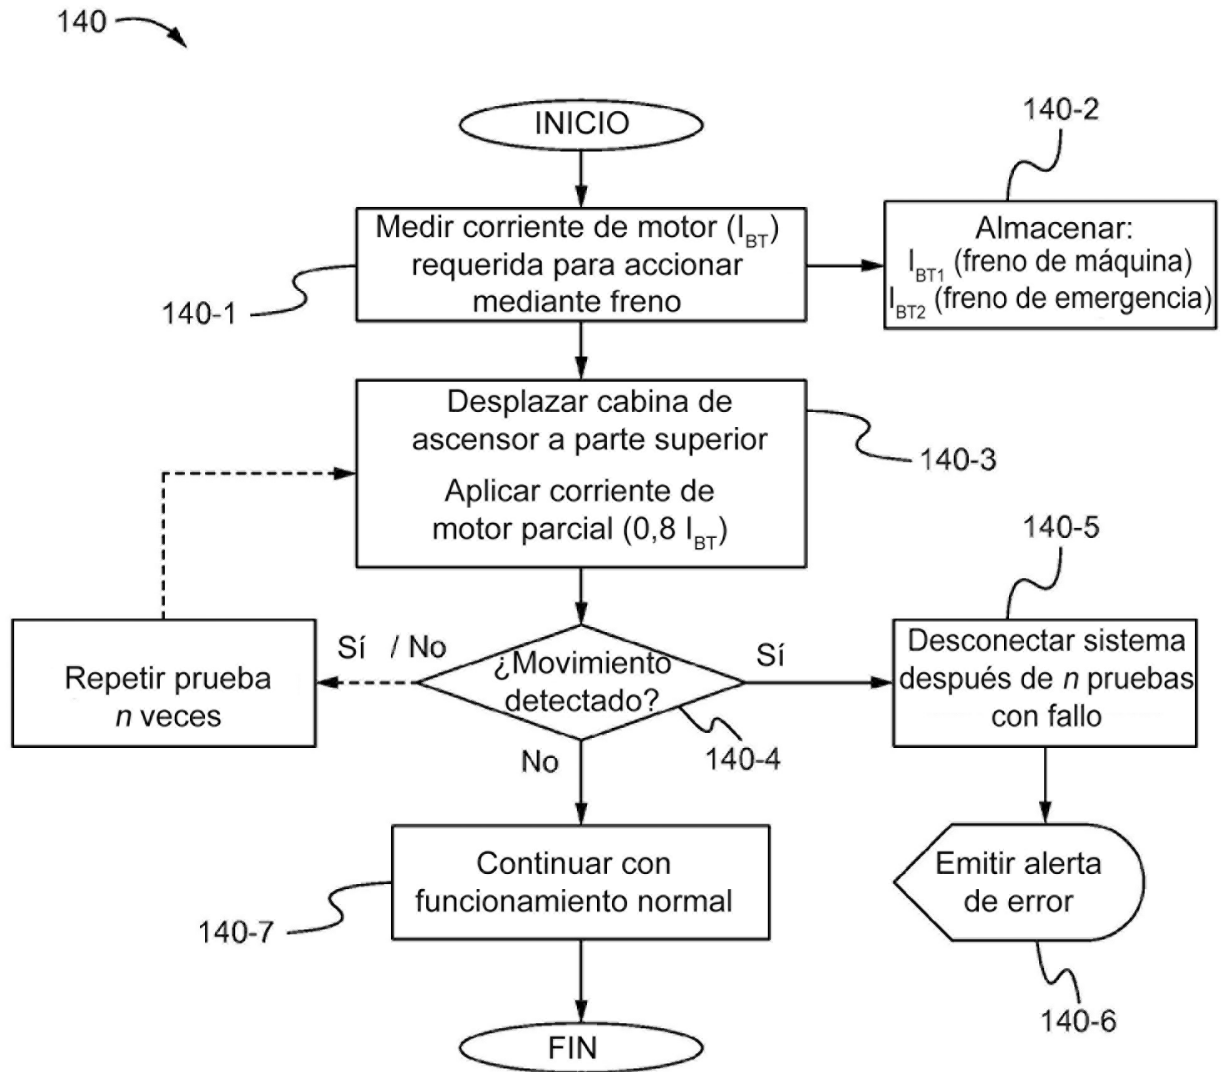 140
INICIO
140-2
Medir corriente de motor (I_BT)
requerida para accionar
mediante freno
140-1
Almacenar:
I_BT1 (freno de máquina)
I_BT2 (freno de emergencia)
Desplazar cabina de
ascensor a parte superior
Aplicar corriente de
motor parcial (0,8 I_BT)
140-3
140-5
Repetir prueba
n veces
Sí / No
¿Movimiento
detectado?
Sí
No
140-4
Desconectar sistema
después de n pruebas
con fallo
Continuar con
funcionamiento normal
140-7
Emitir alerta
de error
140-6
FIN